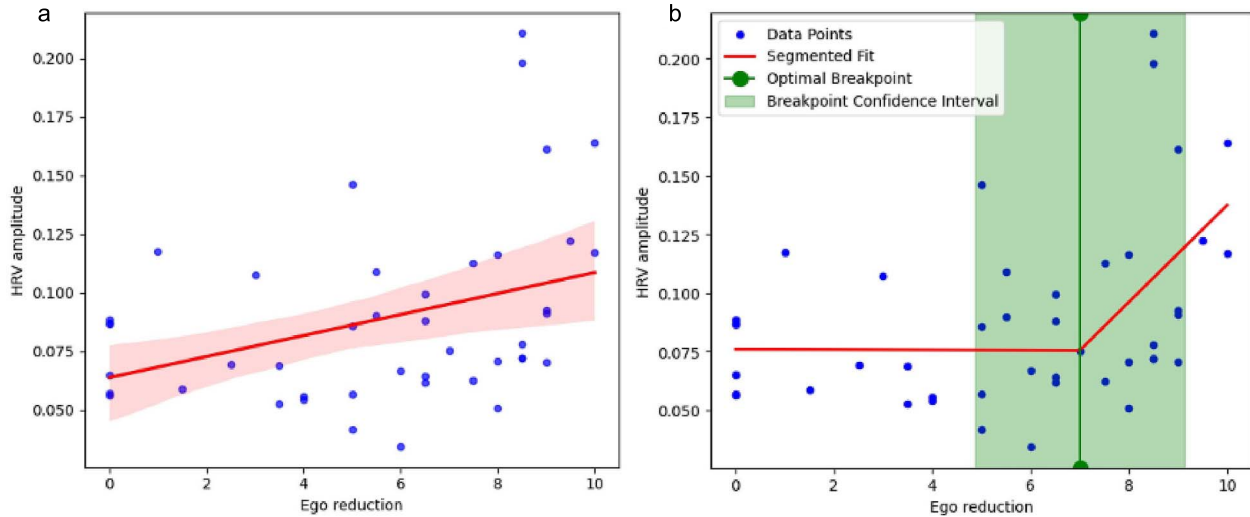 a
0.200
0.175
0.150
0.125
0.100
0.075
0.050
HRV amplitude
0 2 4 6 8 10
Ego reduction
b
Data Points
Segmented Fit
Optimal Breakpoint
Breakpoint Confidence Interval
0.200
0.175
0.150
0.125
0.100
0.075
0.050
HRV amplitude
0 2 4 6 8 10
Ego reduction